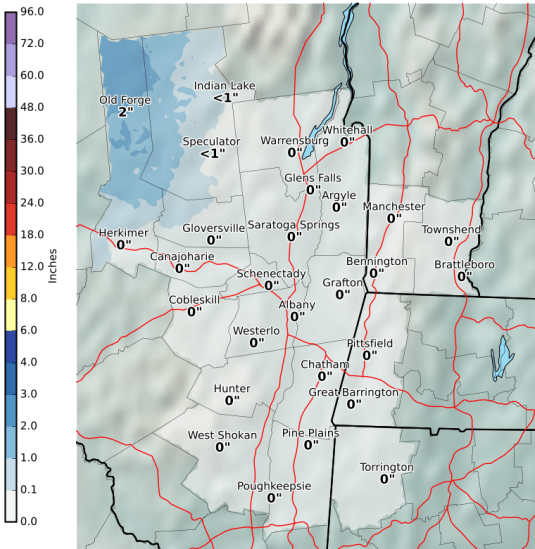 96.0
72.0
60.0
48.0
36.0
30.0
24.0
18.0
12.0
8.0
6.0
4.0
3.0
2.0
1.0
0.1
0.0
Inches
Indian Lake
<1"
Old Forge
2"
Speculator
<1"
Warrensburg
0"
Whitehall
0"
Glens Falls
0"
Argyle
0"
Manchester
0"
Herkimer
0"
Gloversville
0"
Saratoga Springs
0"
Townshend
0"
Canajoharie
0"
Schenectady
0"
Bennington
0"
Brattleboro
0"
Grafton
0"
Cobleskill
0"
Albany
0"
Westerlo
0"
Pittsfield
0"
Chatham
0"
Hunter
0"
Great Barrington
0"
West Shokan
0"
Pine Plains
0"
Torrington
0"
Poughkeepsie
0"